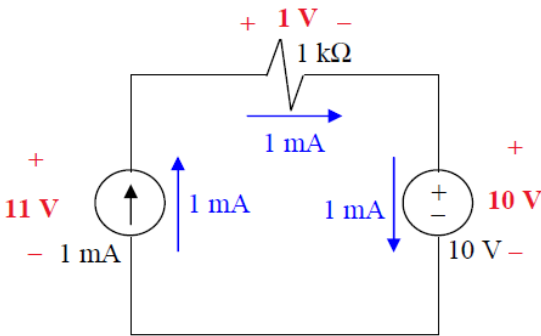 + 1 V –
1 kΩ
1 mA
+
11 V
–
1 mA
1 mA
1 mA
+
–
10 V
+
10 V
–